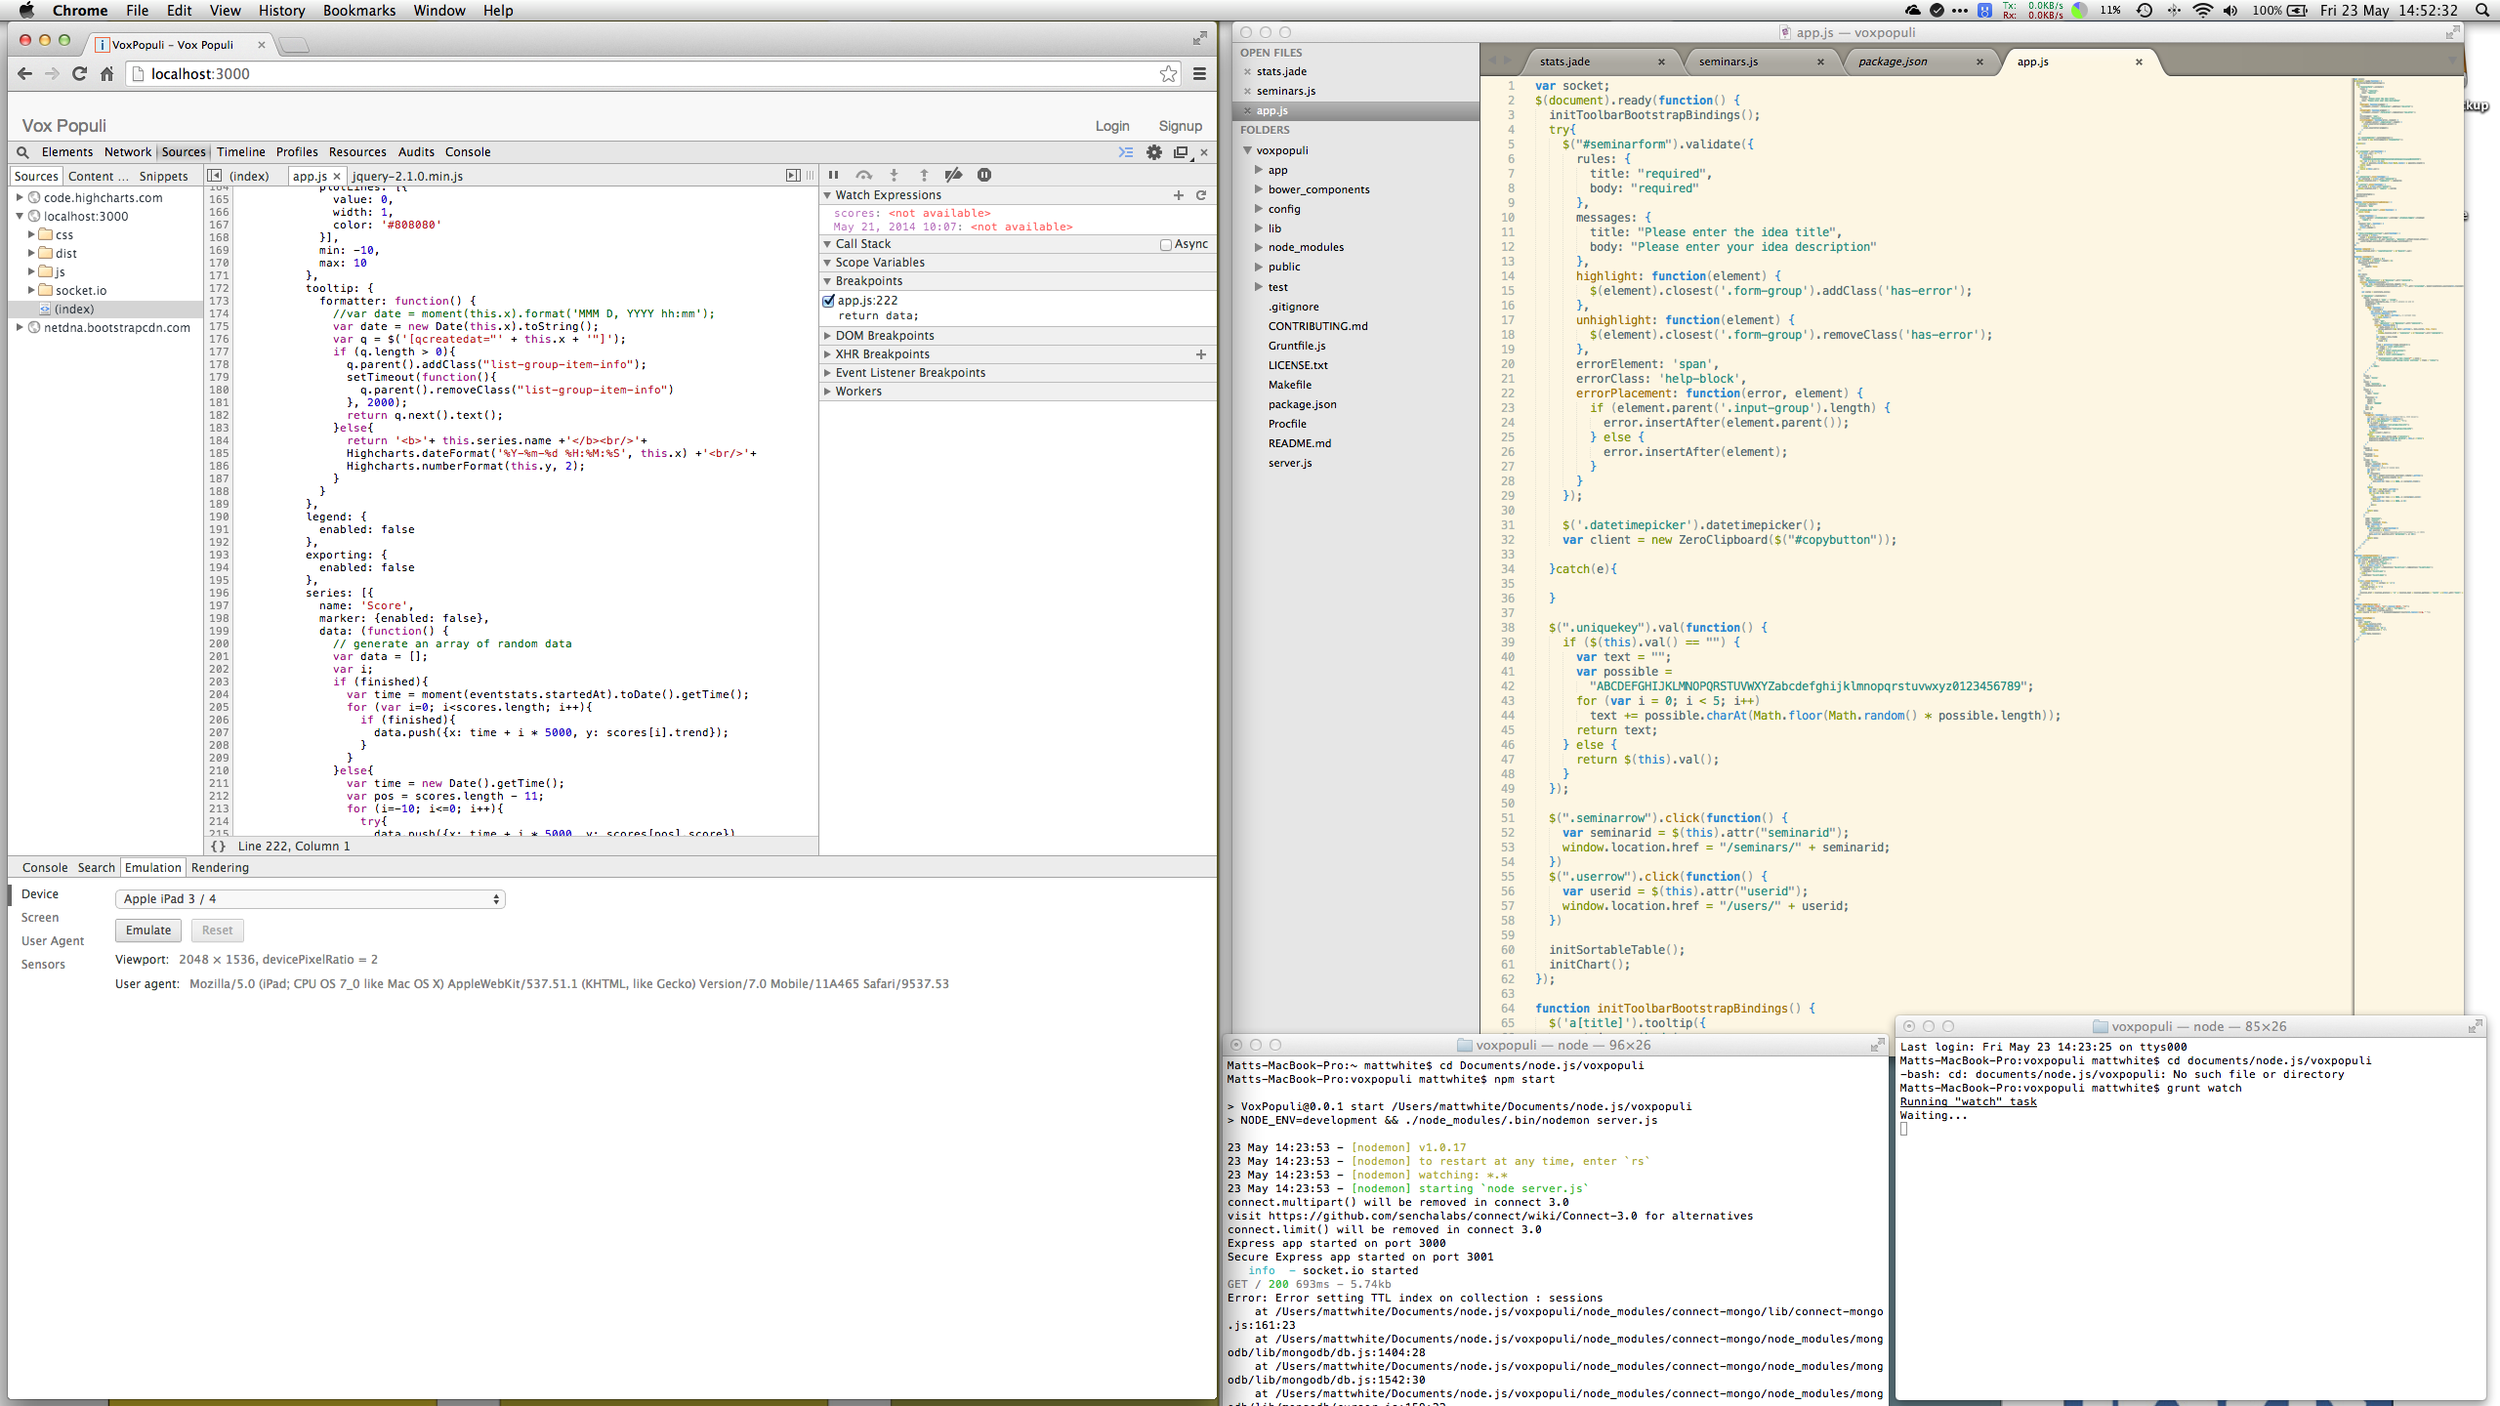 Chrome File Edit View History Bookmarks Window Help
Tx: 0.0KB/s
Rx: 0.0KB/s
11% 100% Fri 23 May 14:52:32
VoxPopuli - Vox Populi
localhost:3000
Vox Populi Login Signup
Elements Network Sources Timeline Profiles Resources Audits Console
Sources Content ... Snippets
code.highcharts.com
localhost:3000
css
dist
js
socket.io
(index)
netdna.bootstrapcdn.com
(index) app.js jquery-2.1.0.min.js
164 plotLines: [{
165 value: 0,
166 width: 1,
167 color: '#808080'
168 }],
169 min: -10,
170 max: 10
171 },
172 tooltip: {
173 formatter: function() {
174 //var date = moment(this.x).format('MMM D, YYYY hh:mm');
175 var date = new Date(this.x).toString();
176 var q = $('[qcreatedat="' + this.x + '"]');
177 if (q.length > 0){
178 q.parent().addClass("list-group-item-info");
179 setTimeout(function(){
180 q.parent().removeClass("list-group-item-info")
181 }, 2000);
182 return q.next().text();
183 }else{
184 return '<b>'+ this.series.name +'</b><br/>'+
185 Highcharts.dateFormat('%Y-%m-%d %H:%M:%S', this.x) +'<br/>'+
186 Highcharts.numberFormat(this.y, 2);
187 }
188 }
189 },
190 legend: {
191 enabled: false
192 },
193 exporting: {
194 enabled: false
195 },
196 series: [{
197 name: 'Score',
198 marker: {enabled: false},
199 data: (function() {
200 // generate an array of random data
201 var data = [];
202 var i;
203 if (finished){
204 var time = moment(eventstats.startedAt).toDate().getTime();
205 for (var i=0; i<scores.length; i++){
206 if (finished){
207 data.push({x: time + i * 5000, y: scores[i].trend});
208 }
209 }
210 }else{
211 var time = new Date().getTime();
212 var pos = scores.length - 11;
213 for (i=-10; i<=0; i++){
214 try{
215 data.push({x: time + i * 5000, y: scores[pos].score})
{} Line 222, Column 1
Watch Expressions
scores: <not available>
May 21, 2014 10:07: <not available>
Call Stack Async
Scope Variables
Breakpoints
app.js:222
return data;
DOM Breakpoints
XHR Breakpoints
Event Listener Breakpoints
Workers
Console Search Emulation Rendering
Device
Screen
User Agent
Sensors
Apple iPad 3 / 4
Emulate Reset
Viewport: 2048 × 1536, devicePixelRatio = 2
User agent: Mozilla/5.0 (iPad; CPU OS 7_0 like Mac OS X) AppleWebKit/537.51.1 (KHTML, like Gecko) Version/7.0 Mobile/11A465 Safari/9537.53
app.js — voxpopuli
OPEN FILES
stats.jade
seminars.js
app.js
FOLDERS
voxpopuli
app
bower_components
config
lib
node_modules
public
test
.gitignore
CONTRIBUTING.md
Gruntfile.js
LICENSE.txt
Makefile
package.json
Procfile
README.md
server.js
stats.jade seminars.js package.json app.js
1 var socket;
2 $(document).ready(function() {
3 initToolbarBootstrapBindings();
4 try{
5 $("#seminarform").validate({
6 rules: {
7 title: "required",
8 body: "required"
9 },
10 messages: {
11 title: "Please enter the idea title",
12 body: "Please enter your idea description"
13 },
14 highlight: function(element) {
15 $(element).closest('.form-group').addClass('has-error');
16 },
17 unhighlight: function(element) {
18 $(element).closest('.form-group').removeClass('has-error');
19 },
20 errorElement: 'span',
21 errorClass: 'help-block',
22 errorPlacement: function(error, element) {
23 if (element.parent('.input-group').length) {
24 error.insertAfter(element.parent());
25 } else {
26 error.insertAfter(element);
27 }
28 }
29 });
30
31 $('.datetimepicker').datetimepicker();
32 var client = new ZeroClipboard($("#copybutton"));
33
34 }catch(e){
35
36 }
37
38 $(".uniquekey").val(function() {
39 if ($(this).val() == "") {
40 var text = "";
41 var possible =
42 "ABCDEFGHIJKLMNOPQRSTUVWXYZabcdefghijklmnopqrstuvwxyz0123456789";
43 for (var i = 0; i < 5; i++)
44 text += possible.charAt(Math.floor(Math.random() * possible.length));
45 return text;
46 } else {
47 return $(this).val();
48 }
49 });
50
51 $(".seminarrow").click(function() {
52 var seminarid = $(this).attr("seminarid");
53 window.location.href = "/seminars/" + seminarid;
54 })
55 $(".userrow").click(function() {
56 var userid = $(this).attr("userid");
57 window.location.href = "/users/" + userid;
58 })
59
60 initSortableTable();
61 initChart();
62 });
63
64 function initToolbarBootstrapBindings() {
65 $('a[title]').tooltip({
kup
voxpopuli — node — 96×26
Matts-MacBook-Pro:~ mattwhite$ cd Documents/node.js/voxpopuli
Matts-MacBook-Pro:voxpopuli mattwhite$ npm start
> VoxPopuli@0.0.1 start /Users/mattwhite/Documents/node.js/voxpopuli
> NODE_ENV=development && ./node_modules/.bin/nodemon server.js
23 May 14:23:53 - [nodemon] v1.0.17
23 May 14:23:53 - [nodemon] to restart at any time, enter `rs`
23 May 14:23:53 - [nodemon] watching: *.*
23 May 14:23:53 - [nodemon] starting `node server.js`
connect.multipart() will be removed in connect 3.0
visit https://github.com/senchalabs/connect/wiki/Connect-3.0 for alternatives
connect.limit() will be removed in connect 3.0
Express app started on port 3000
Secure Express app started on port 3001
info - socket.io started
GET / 200 693ms - 5.74kb
Error: Error setting TTL index on collection : sessions
at /Users/mattwhite/Documents/node.js/voxpopuli/node_modules/connect-mongo/lib/connect-mongo
.js:161:23
at /Users/mattwhite/Documents/node.js/voxpopuli/node_modules/connect-mongo/node_modules/mong
odb/lib/mongodb/db.js:1404:28
at /Users/mattwhite/Documents/node.js/voxpopuli/node_modules/connect-mongo/node_modules/mong
odb/lib/mongodb/db.js:1542:30
at /Users/mattwhite/Documents/node.js/voxpopuli/node_modules/connect-mongo/node_modules/mong
voxpopuli — node — 85×26
Last login: Fri May 23 14:23:25 on ttys000
Matts-MacBook-Pro:voxpopuli mattwhite$ cd documents/node.js/voxpopuli
-bash: cd: documents/node.js/voxpopuli: No such file or directory
Matts-MacBook-Pro:voxpopuli mattwhite$ grunt watch
Running "watch" task
Waiting...